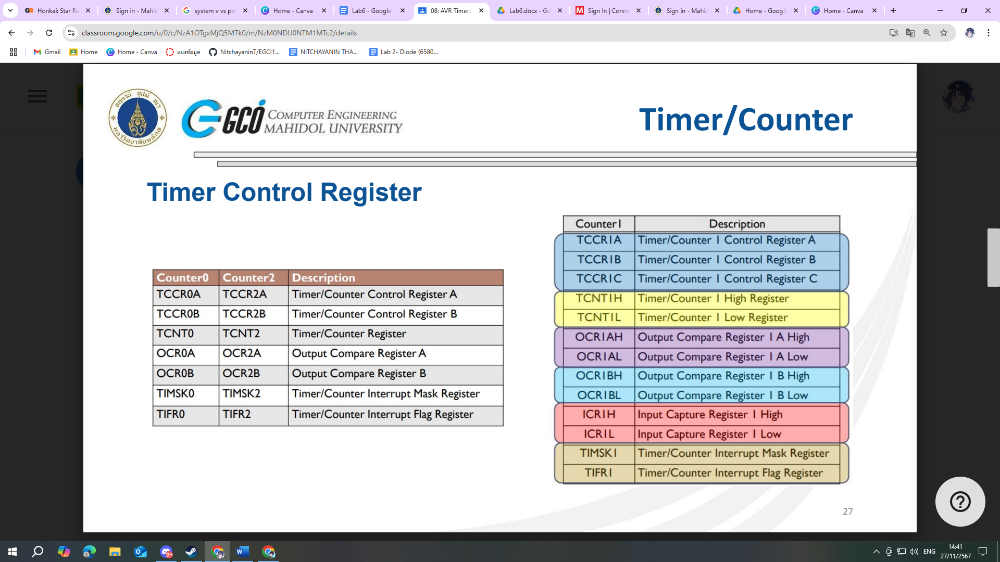 Honkai: Star Ra
Sign in - Mahid
system v vs pos
Home - Canva
Lab6 - Google
08: AVR Timer/
Lab6.docx - Go
Sign In | Conne
Sign in - Mahid
Home - Google
Home - Canva
classroom.google.com/u/0/c/NzA1OTgxMjQ5MTk0/m/NzM0NDU0NTM1MTc2/details
Gmail
Home
Home - Canva
แผงข้อมูล
NitchayaninT/EGCI1...
NITCHAYANIN THA...
Lab 2- Diode (6580...
GCi COMPUTER ENGINEERING
MAHIDOL UNIVERSITY
Timer/Counter
Timer Control Register
Counter0 Counter2 Description
TCCR0A TCCR2A Timer/Counter Control Register A
TCCR0B TCCR2B Timer/Counter Control Register B
TCNT0 TCNT2 Timer/Counter Register
OCR0A OCR2A Output Compare Register A
OCR0B OCR2B Output Compare Register B
TIMSK0 TIMSK2 Timer/Counter Interrupt Mask Register
TIFR0 TIFR2 Timer/Counter Interrupt Flag Register
Counter1 Description
TCCR1A Timer/Counter 1 Control Register A
TCCR1B Timer/Counter 1 Control Register B
TCCR1C Timer/Counter 1 Control Register C
TCNT1H Timer/Counter 1 High Register
TCNT1L Timer/Counter 1 Low Register
OCR1AH Output Compare Register 1 A High
OCR1AL Output Compare Register 1 A Low
OCR1BH Output Compare Register 1 B High
OCR1BL Output Compare Register 1 B Low
ICR1H Input Capture Register 1 High
ICR1L Input Capture Register 1 Low
TIMSK1 Timer/Counter Interrupt Mask Register
TIFR1 Timer/Counter Interrupt Flag Register
27
9+
ENG
14:41
27/11/2567